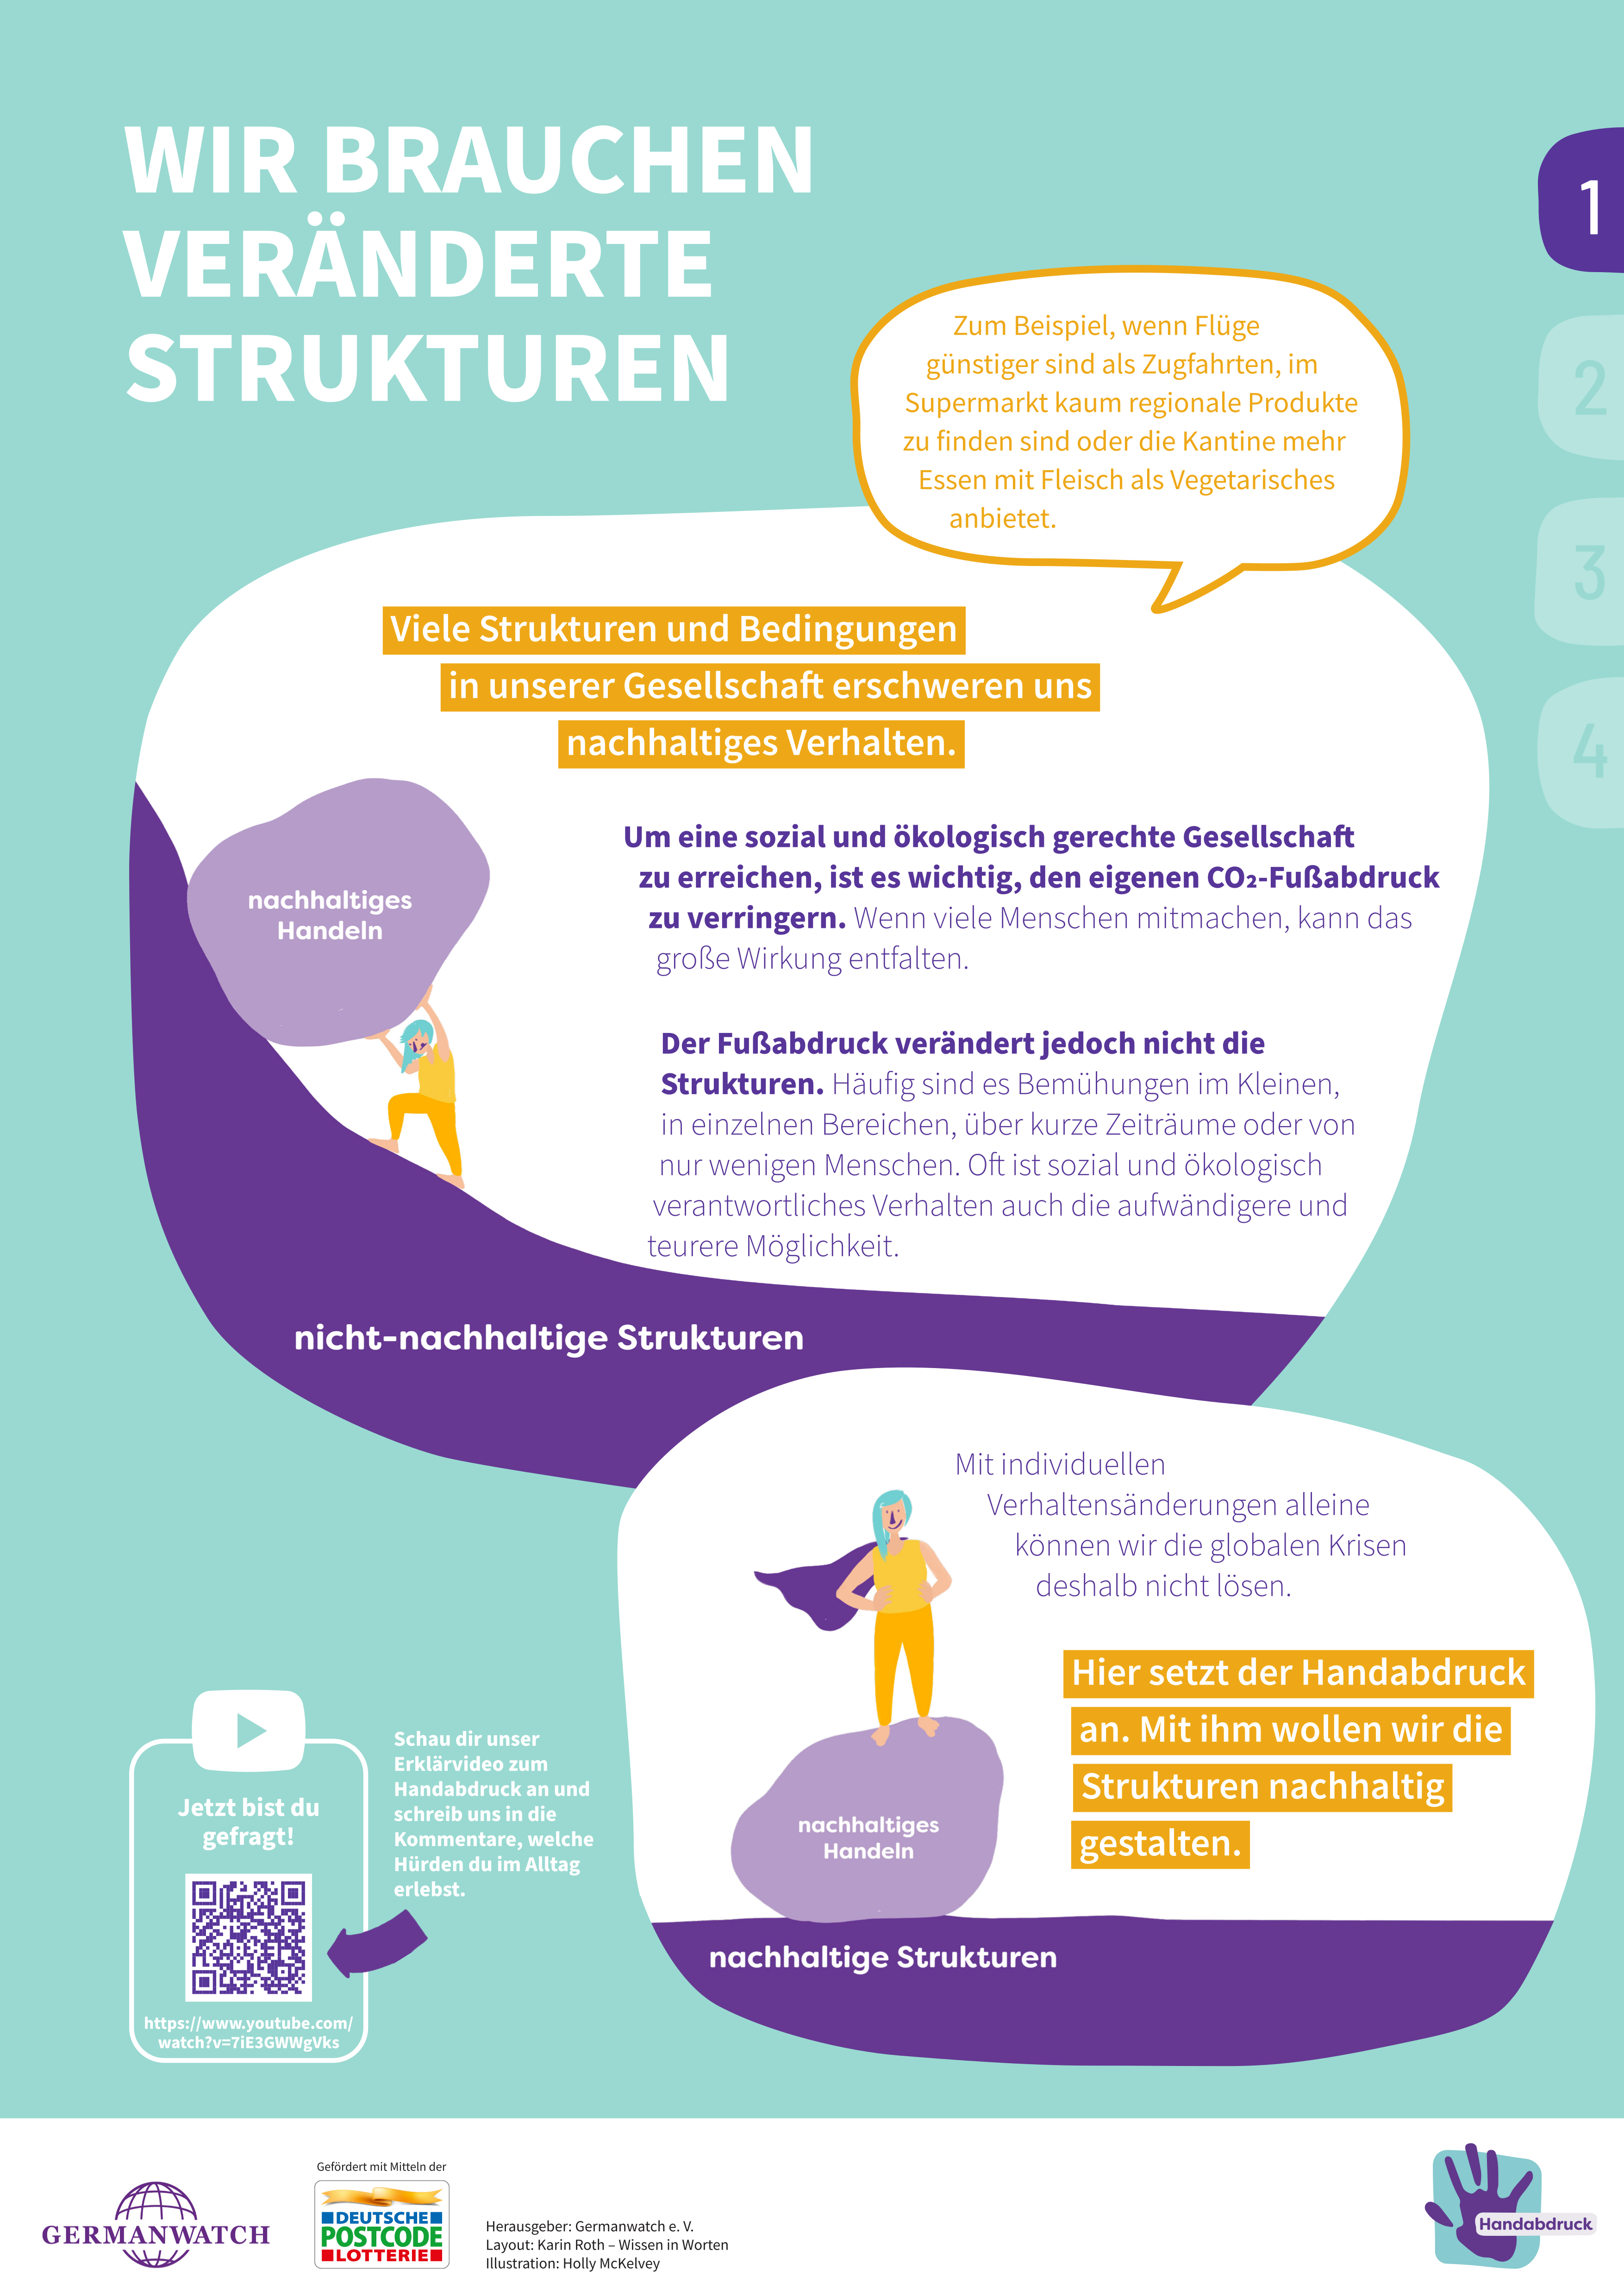 WIR BRAUCHEN
VERÄNDERTE
STRUKTUREN
1
2
3
4
Zum Beispiel, wenn Flüge
günstiger sind als Zugfahrten, im
Supermarkt kaum regionale Produkte
zu finden sind oder die Kantine mehr
Essen mit Fleisch als Vegetarisches
anbietet.
Viele Strukturen und Bedingungen
in unserer Gesellschaft erschweren uns
nachhaltiges Verhalten.
nachhaltiges
Handeln
Um eine sozial und ökologisch gerechte Gesellschaft
zu erreichen, ist es wichtig, den eigenen CO₂-Fußabdruck
zu verringern. Wenn viele Menschen mitmachen, kann das
große Wirkung entfalten.
Der Fußabdruck verändert jedoch nicht die
Strukturen. Häufig sind es Bemühungen im Kleinen,
in einzelnen Bereichen, über kurze Zeiträume oder von
nur wenigen Menschen. Oft ist sozial und ökologisch
verantwortliches Verhalten auch die aufwändigere und
teurere Möglichkeit.
nicht-nachhaltige Strukturen
Mit individuellen
Verhaltensänderungen alleine
können wir die globalen Krisen
deshalb nicht lösen.
Hier setzt der Handabdruck
an. Mit ihm wollen wir die
Strukturen nachhaltig
gestalten.
nachhaltiges
Handeln
nachhaltige Strukturen
Jetzt bist du
gefragt!
https://www.youtube.com/
watch?v=7iE3GWWgVks
Schau dir unser
Erklärvideo zum
Handabdruck an und
schreib uns in die
Kommentare, welche
Hürden du im Alltag
erlebst.
GERMANWATCH
Gefördert mit Mitteln der
DEUTSCHE
POSTCODE
LOTTERIE
Herausgeber: Germanwatch e. V.
Layout: Karin Roth – Wissen in Worten
Illustration: Holly McKelvey
Handabdruck